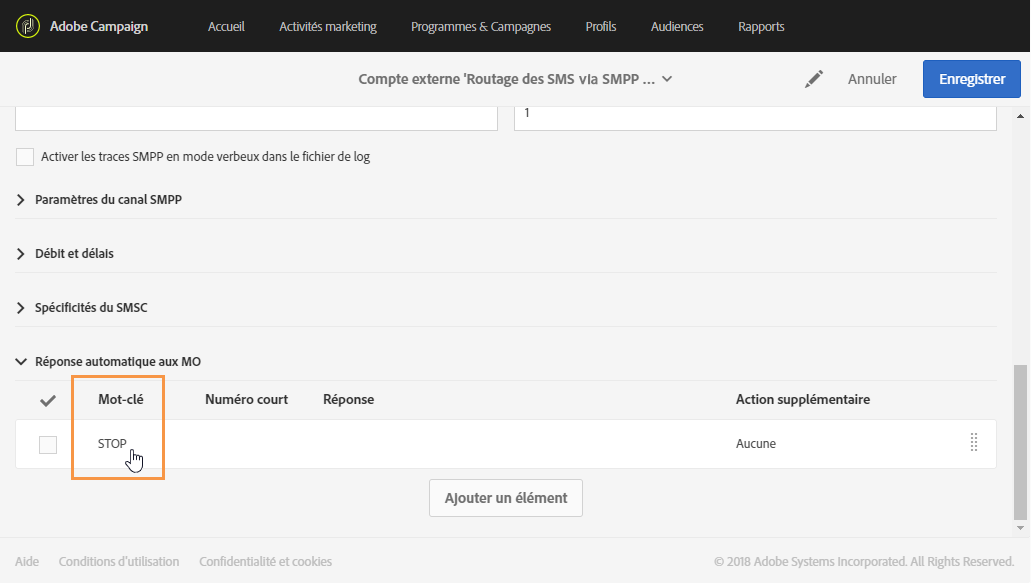 Adobe Campaign Accueil Activités marketing Programmes & Campagnes Profils Audiences Rapports
Compte externe 'Routage des SMS via SMPP ... Annuler Enregistrer
1
Activer les traces SMPP en mode verbeux dans le fichier de log
Paramètres du canal SMPP
Débit et délais
Spécificités du SMSC
Réponse automatique aux MO
Mot-clé Numéro court Réponse Action supplémentaire
STOP Aucune
Ajouter un élément
Aide Conditions d'utilisation Confidentialité et cookies © 2018 Adobe Systems Incorporated. All Rights Reserved.